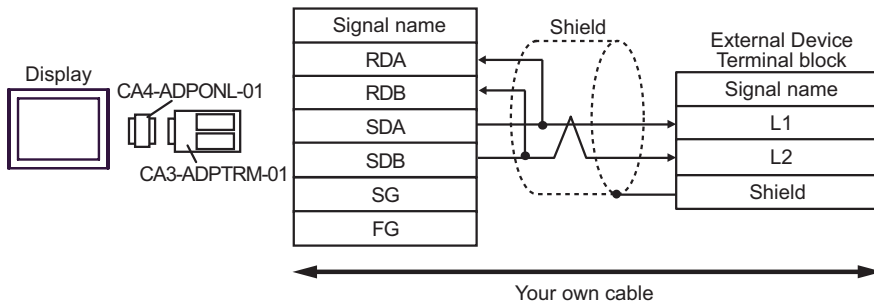 Display
CA4-ADPONL-01
CA3-ADPTRM-01
Signal name
RDA
RDB
SDA
SDB
SG
FG
Shield
External Device
Terminal block
Signal name
L1
L2
Shield
Your own cable